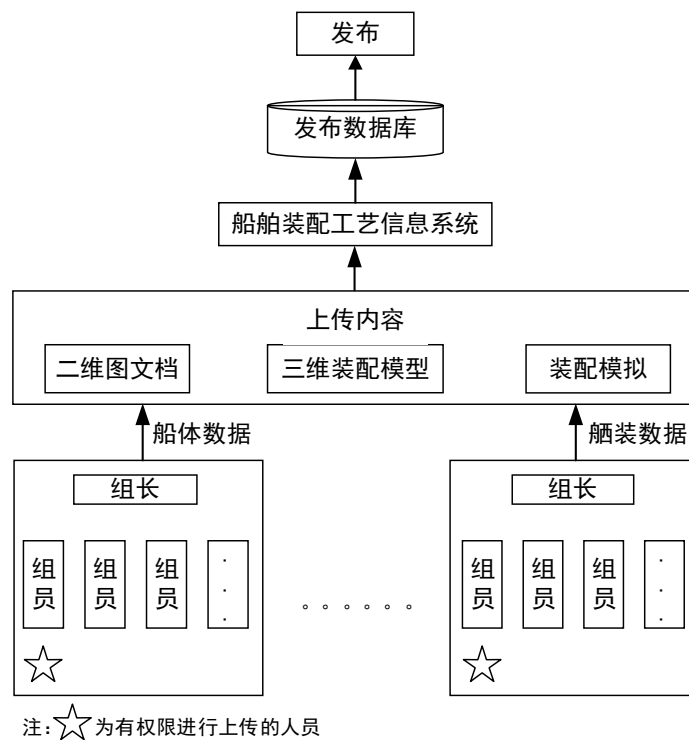 发布
发布数据库
船舶装配工艺信息系统
上传内容
二维图文档 三维装配模型 装配模拟
船体数据 舾装数据
组长 组长
组员 组员 组员 . . . 。。。。。。 组员 组员 组员 . . .
注:☆为有权限进行上传的人员